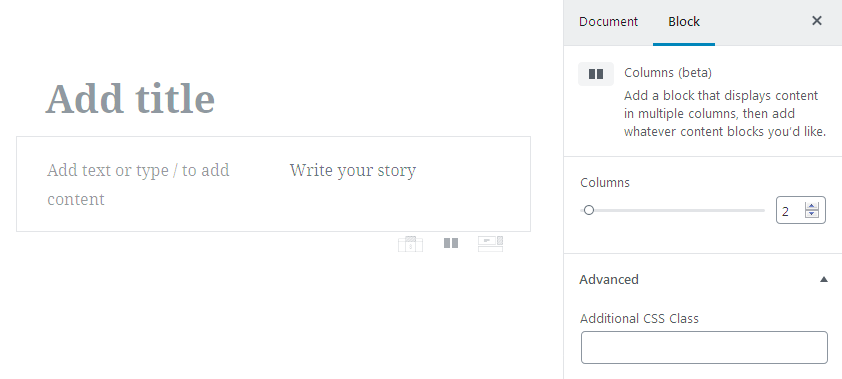 Document Block
Add title
Columns (beta)
Add a block that displays content
in multiple columns, then add
whatever content blocks you'd like.
Add text or type / to add
content
Write your story
Columns
2
Advanced
Additional CSS Class